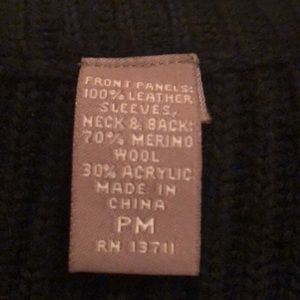 FRONT PANELS:
100% LEATHER
SLEEVES,
NECK & BACK:
70% MERINO
WOOL
30% ACRYLIC
MADE IN
CHINA
PM
RN 13711